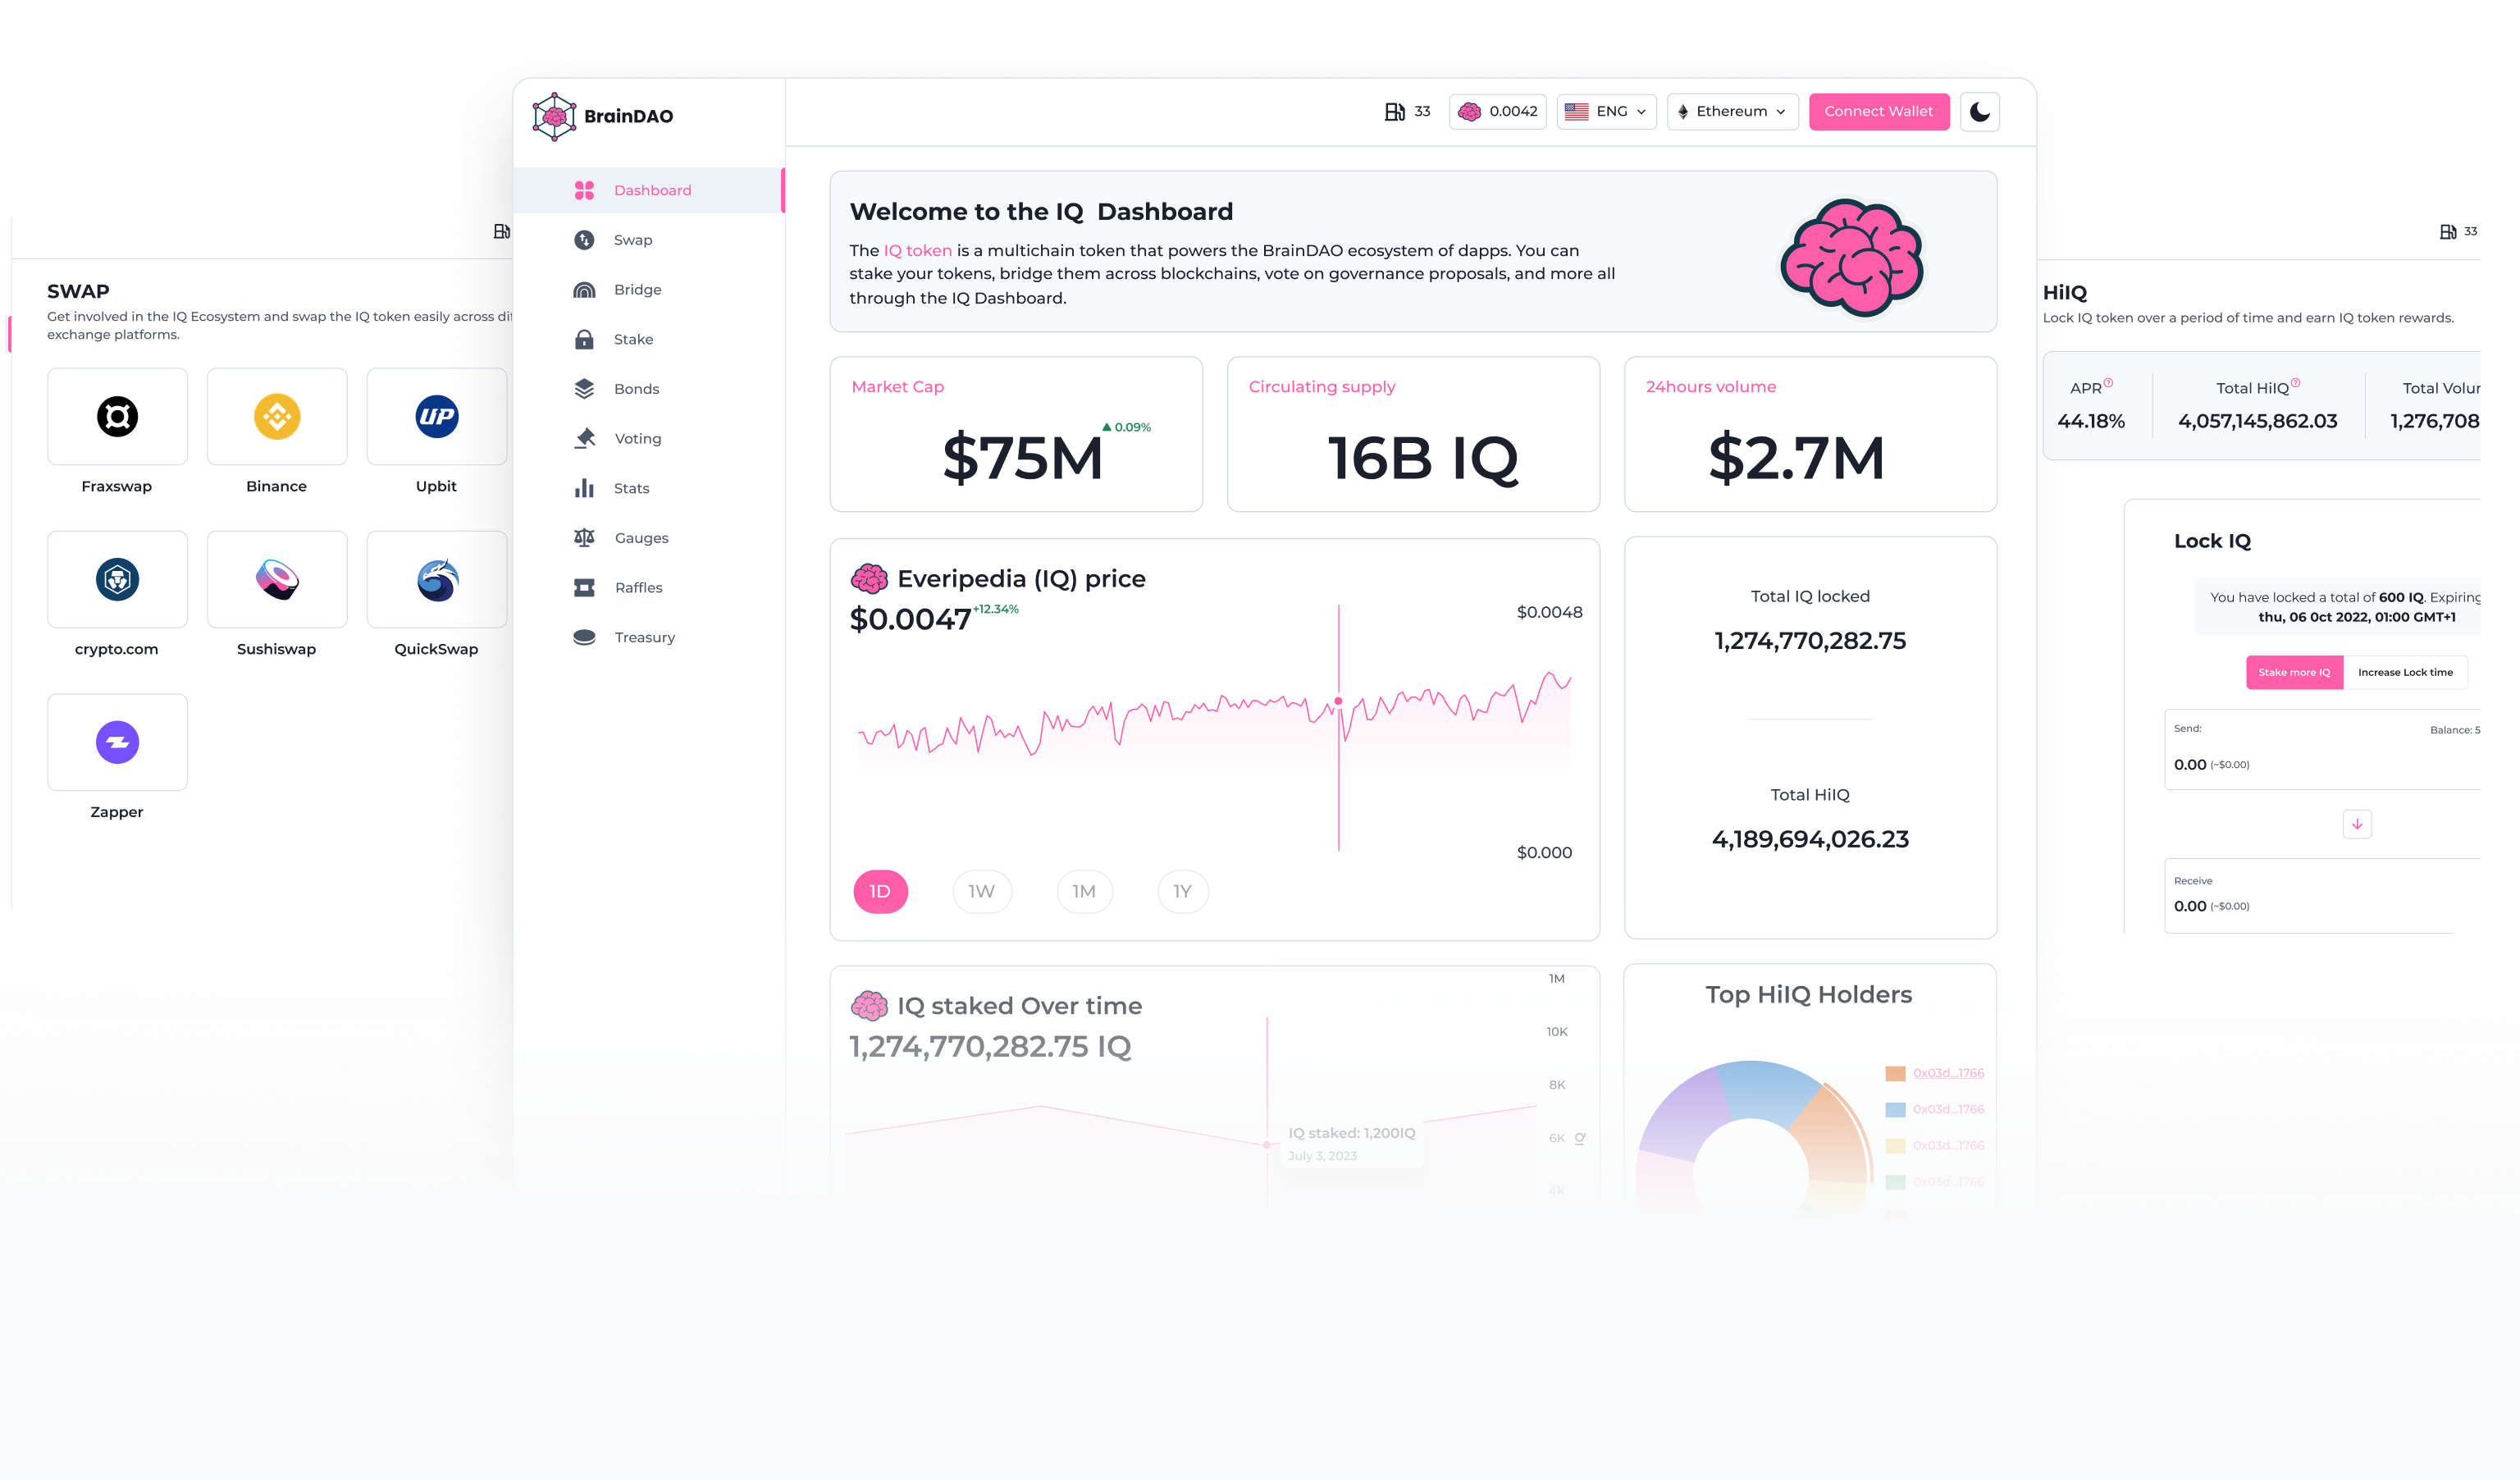 SWAP
Get involved in the IQ Ecosystem and swap the IQ token easily across
exchange platforms.
Fraxswap
Binance
UP
Upbit
crypto.com
Sushiswap
QuickSwap
Zapper
BrainDAO
Dashboard
Swap
Bridge
Stake
Bonds
Voting
Stats
Gauges
Raffles
Treasury
33
0.0042
ENG
Ethereum
Connect Wallet
Welcome to the IQ Dashboard
The IQ token is a multichain token that powers the BrainDAO ecosystem of dapps. You can
stake your tokens, bridge them across blockchains, vote on governance proposals, and more all
through the IQ Dashboard.
Market Cap
$75M
0.09%
Circulating supply
16B IQ
24hours volume
$2.7M
Everipedia (IQ) price
$0.0047
+12.34%
$0.0048
$0.000
1D
1W
1M
1Y
Total IQ locked
1,274,770,282.75
Total HiIQ
4,189,694,026.23
IQ staked Over time
1,274,770,282.75 IQ
1M
10K
8K
6K
4K
IQ staked: 1,200IQ
July 3, 2023
Top HiIQ Holders
0x03d...1766
0x03d...1766
0x03d...1766
0x03d...1766
33
HiIQ
Lock IQ token over a period of time and earn IQ token rewards.
APR
44.18%
Total HiIQ
4,057,145,862.03
Total
1,276,708
Lock IQ
You have locked a total of 600 IQ. Expiring
thu, 06 Oct 2022, 01:00 GMT+1
Stake more IQ
Increase Lock time
Send:
Balance: 5
0.00 (~$0.00)
Receive
0.00 (~$0.00)